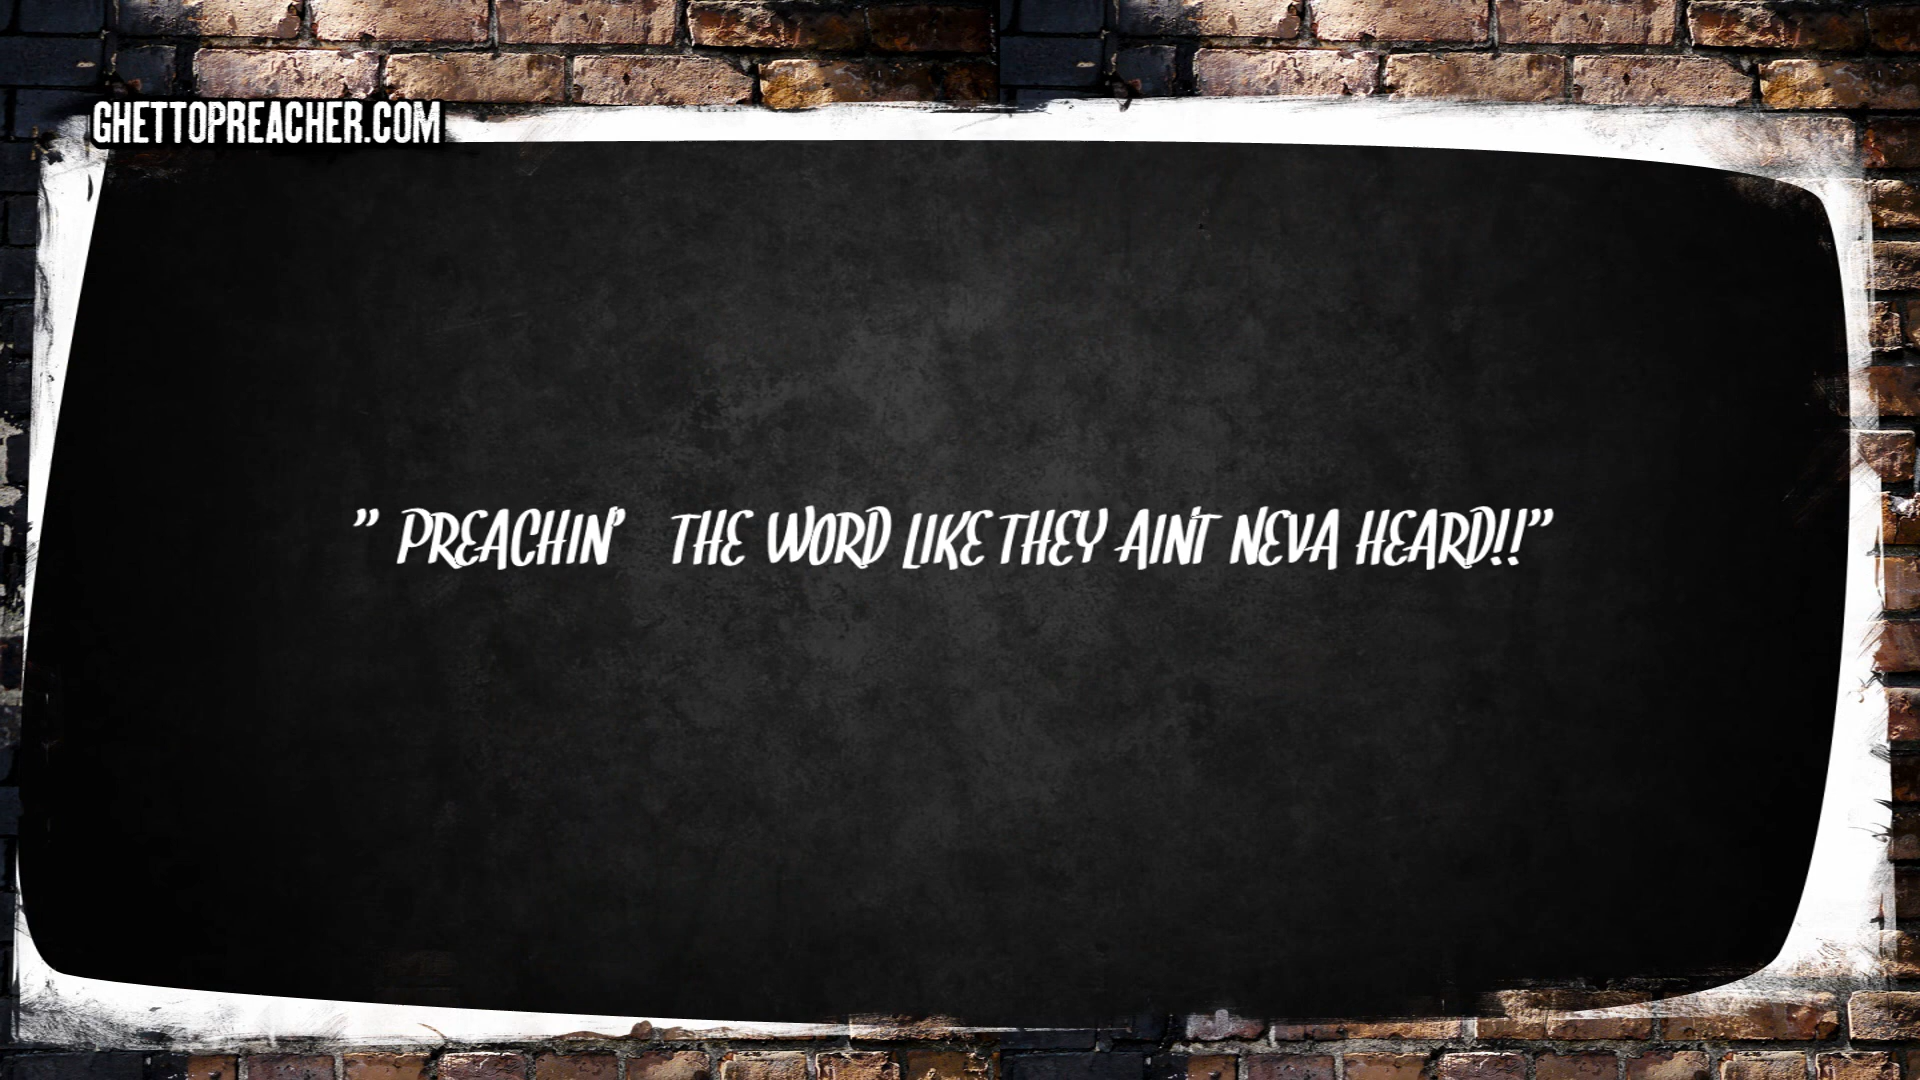 GHETTOPREACHER.COM
” PREACHIN’ THE WORD LIKE THEY AIN'T NEVA HEARD!!”